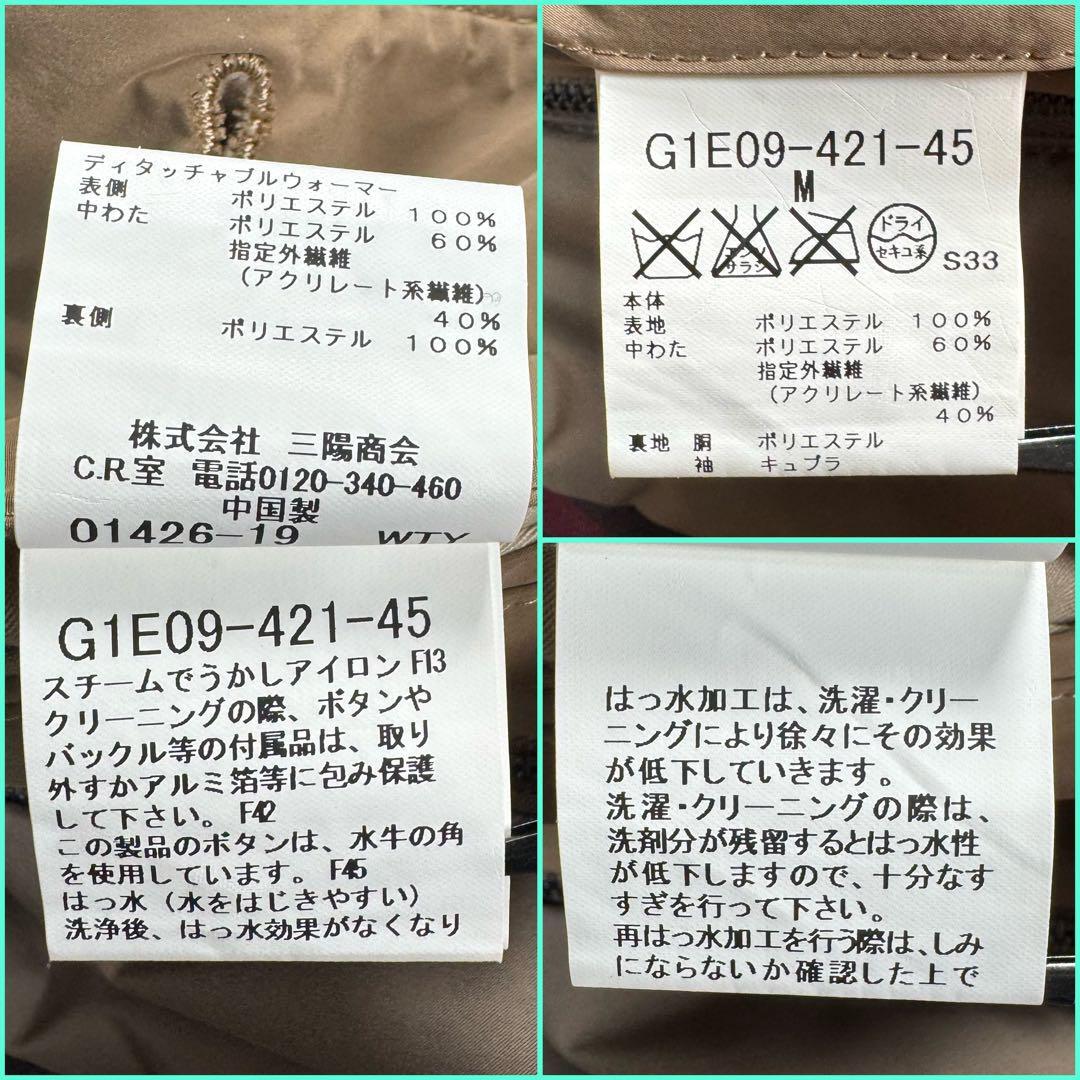 ディタッチャブルウォーマー
表側 ポリエステル 100%
中わた ポリエステル 60%
指定外繊維
(アクリレート系繊維)
40%
裏側 ポリエステル 100%
株式会社 三陽商会
C.R室 電話0120-340-460
中国製
01426-19 WTY
G1E09-421-45
M
エンソ
サラシ
ドライ
セキユ系
S33
本体
表地 ポリエステル 100%
中わた ポリエステル 60%
指定外繊維
(アクリレート系繊維)
40%
裏地 胴 ポリエステル
袖 キュプラ
G1E09-421-45
スチームでうかしアイロン F13
クリーニングの際、ボタンや
バックル等の付属品は、取り
外すかアルミ箔等に包み保護
して下さい。 F42
この製品のボタンは、水牛の角
を使用しています。 F45
はっ水(水をはじきやすい)
洗浄後、はっ水効果がなくなり
はっ水加工は、洗濯・クリー
ニングにより徐々にその効果
が低下していきます。
洗濯・クリーニングの際は、
洗剤分が残留するとはっ水性
が低下しますので、十分なす
すぎを行って下さい。
再はっ水加工を行う際は、しみ
にならないか確認した上で